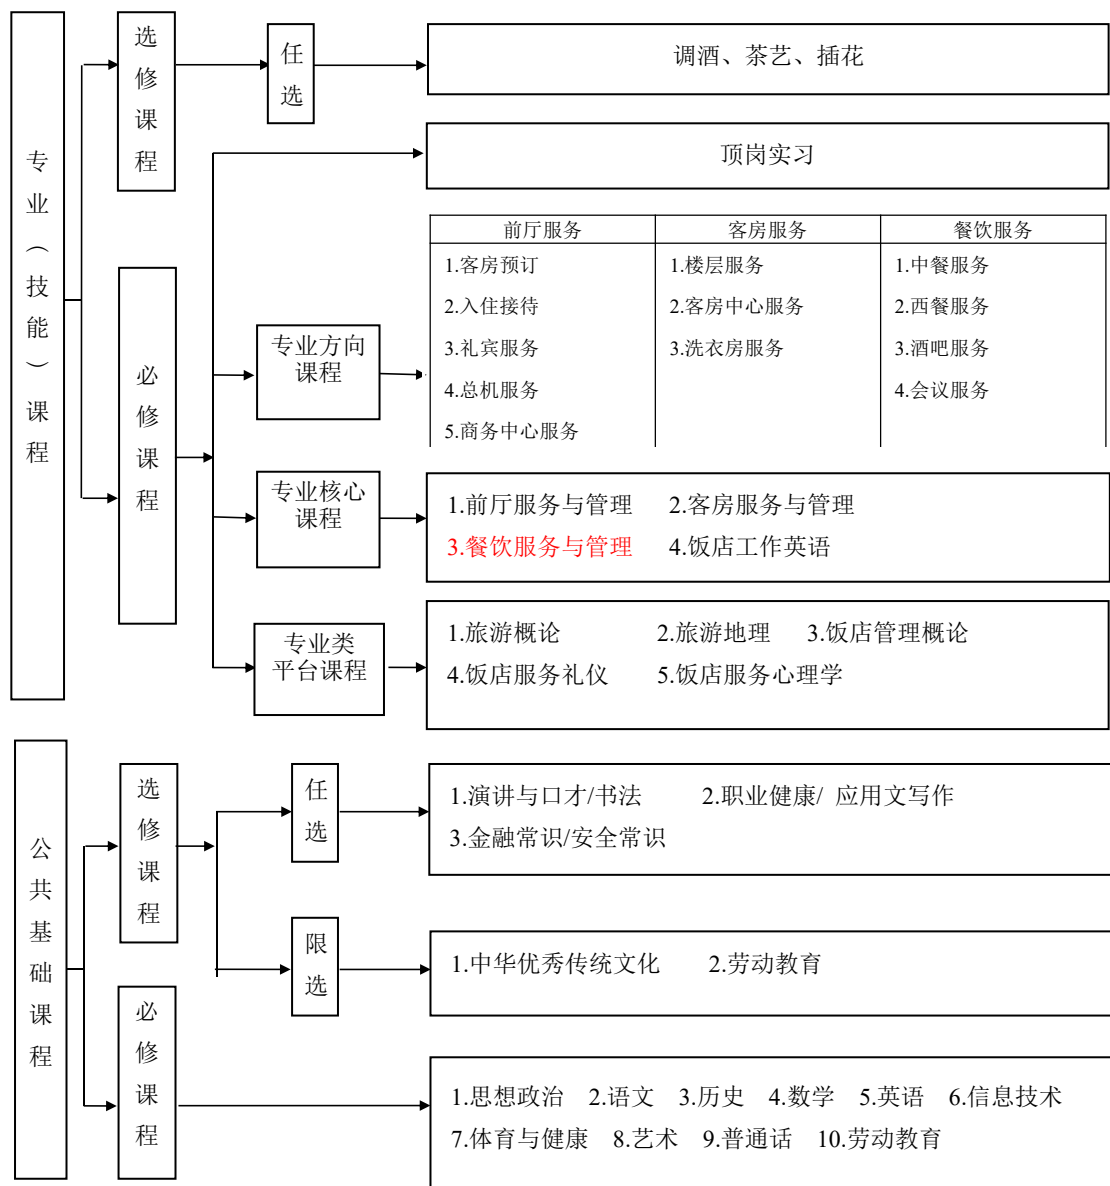 专业（技能）课程
选修课程
任选
调酒、茶艺、插花
必修课程
顶岗实习
专业方向
课程
前厅服务 客房服务 餐饮服务
1.客房预订 1.楼层服务 1.中餐服务
2.入住接待 2.客房中心服务 2.西餐服务
3.礼宾服务 3.洗衣房服务 3.酒吧服务
4.总机服务 4.会议服务
5.商务中心服务
专业核心
课程
1.前厅服务与管理 2.客房服务与管理
3.餐饮服务与管理 4.饭店工作英语
专业类
平台课程
1.旅游概论 2.旅游地理 3.饭店管理概论
4.饭店服务礼仪 5.饭店服务心理学
公共基础课程
选修课程
任选
1.演讲与口才/书法 2.职业健康/ 应用文写作
3.金融常识/安全常识
限选
1.中华优秀传统文化 2.劳动教育
必修课程
1.思想政治 2.语文 3.历史 4.数学 5.英语 6.信息技术
7.体育与健康 8.艺术 9.普通话 10.劳动教育